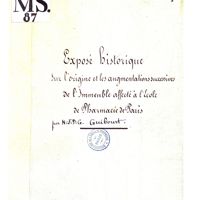 MS.
87
Exposé historique
sur l'origine et les augmentations successives
de l'Immeuble affecté à l'Ecole
de Pharmacie de Paris
par N.J.B.G. Guibourt.